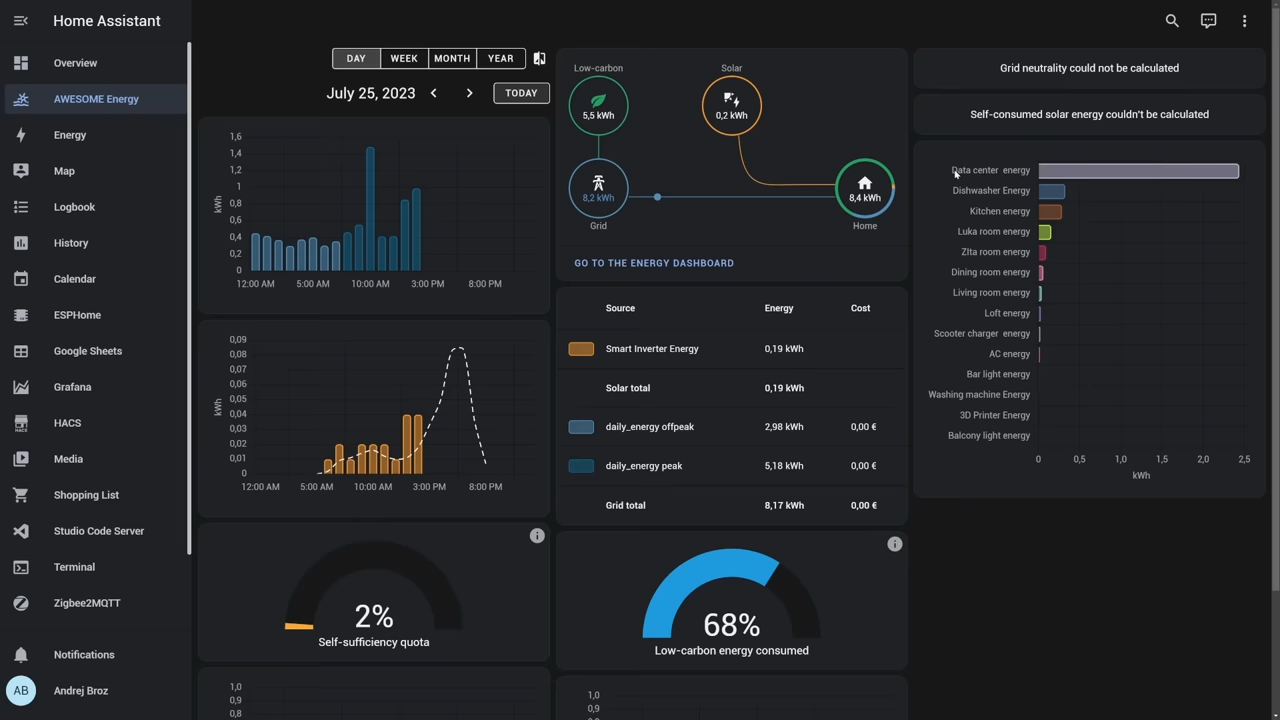 Home Assistant
Overview
AWESOME Energy
Energy
Map
Logbook
History
Calendar
ESPHome
Google Sheets
Grafana
HACS
HACS
Media
Shopping List
Studio Code Server
Terminal
Zigbee2MQTT
Notifications
AB
Andrej Broz
DAY
WEEK
MONTH
YEAR
July 25, 2023
TODAY
kWh
1,6
1,4
1,2
1
0,8
0,6
0,4
0,2
0
12:00 AM 5:00 AM 10:00 AM 3:00 PM 8:00 PM
kWh
0,09
0,08
0,07
0,06
0,05
0,04
0,03
0,02
0,01
0
12:00 AM 5:00 AM 10:00 AM 3:00 PM 8:00 PM
2%
Self-sufficiency quota
1,0
0,9
0,8
Low-carbon
5,5 kWh
Solar
0,2 kWh
8,2 kWh
Grid
8,4 kWh
Home
GO TO THE ENERGY DASHBOARD
Source Energy Cost
Smart Inverter Energy 0,19 kWh
Solar total 0,19 kWh
daily_energy offpeak 2,98 kWh 0,00 €
daily_energy peak 5,18 kWh 0,00 €
Grid total 8,17 kWh 0,00 €
68%
Low-carbon energy consumed
1,0
0,9
Grid neutrality could not be calculated
Self-consumed solar energy couldn't be calculated
Data center energy
Dishwasher Energy
Kitchen energy
Luka room energy
ZIta room energy
Dining room energy
Living room energy
Loft energy
Scooter charger energy
AC energy
Bar light energy
Washing machine Energy
3D Printer Energy
Balcony light energy
0 0,5 1,0 1,5 2,0 2,5
kWh